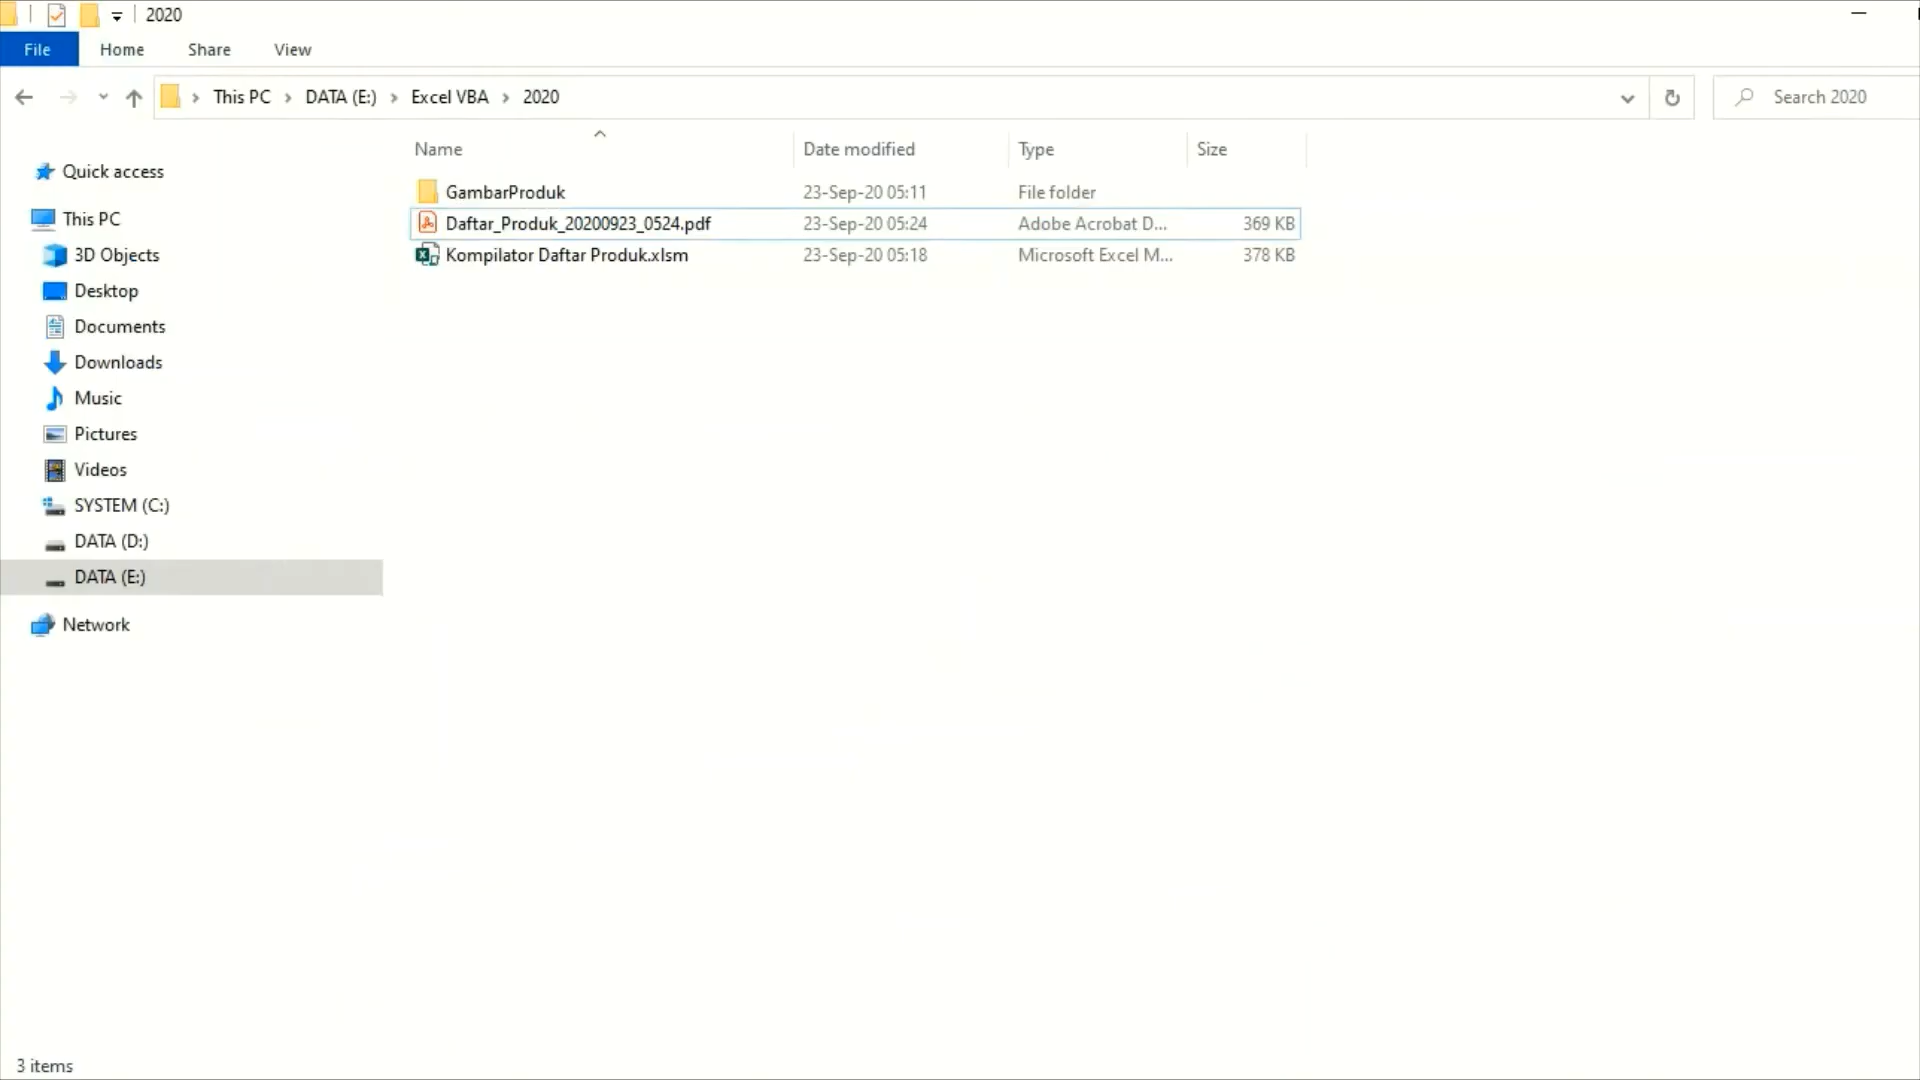 2020
File Home Share View
This PC DATA (E:) Excel VBA 2020 Search 2020
Name Date modified Type Size
Quick access
This PC
3D Objects
Desktop
Documents
Downloads
Music
Pictures
Videos
SYSTEM (C:)
DATA (D:)
DATA (E:)
Network
GambarProduk 23-Sep-20 05:11 File folder
Daftar_Produk_20200923_0524.pdf 23-Sep-20 05:24 Adobe Acrobat D... 369 KB
Kompilator Daftar Produk.xlsm 23-Sep-20 05:18 Microsoft Excel M... 378 KB
3 items